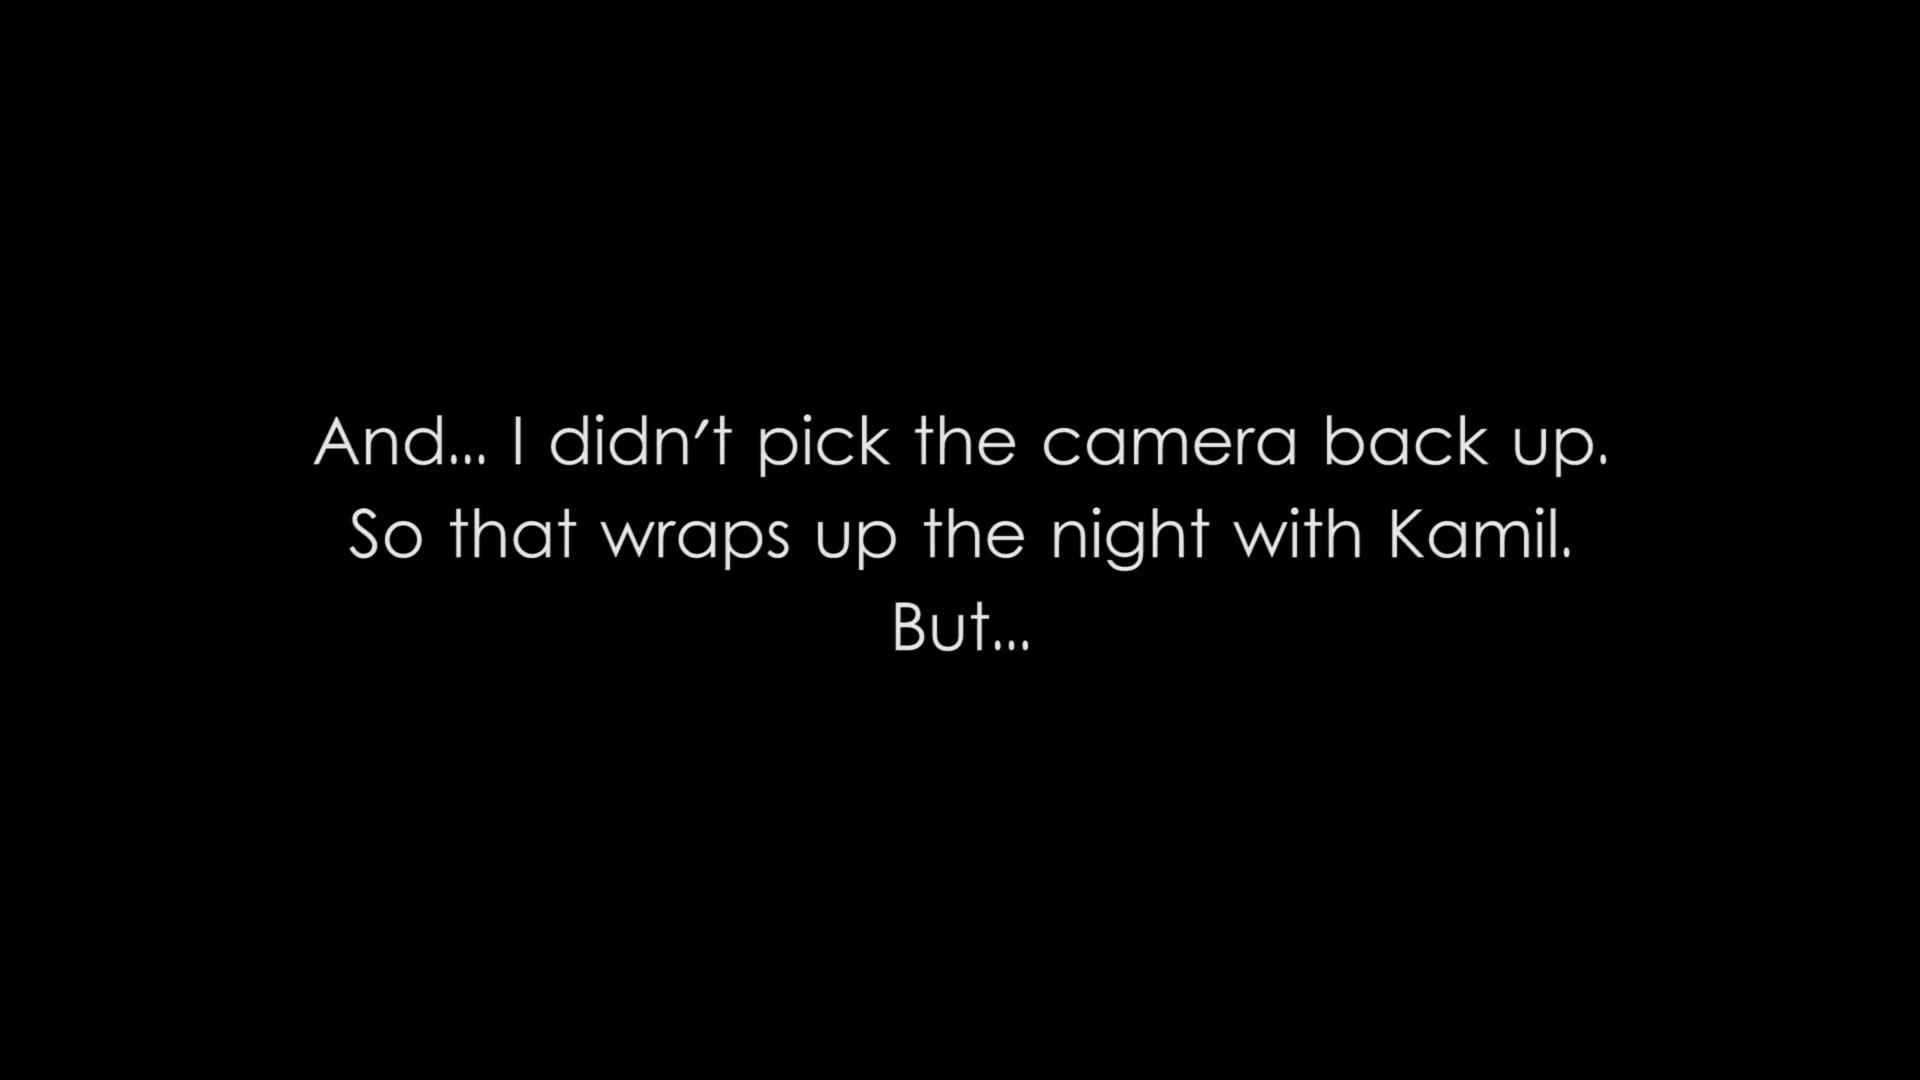 And... I didn't pick the camera back up.
So that wraps up the night with Kamil.
But...